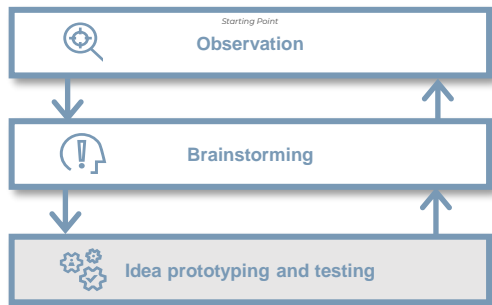 Starting Point
Observation
Brainstorming
Idea prototyping and testing